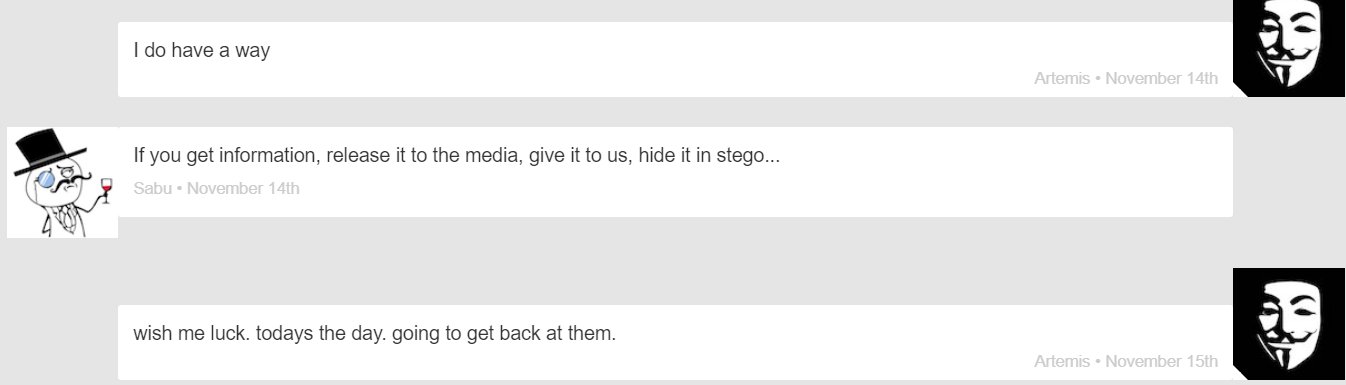 I do have a way
Artemis • November 14th
If you get information, release it to the media, give it to us, hide it in stego...
Sabu • November 14th
wish me luck. todays the day. going to get back at them.
Artemis • November 15th